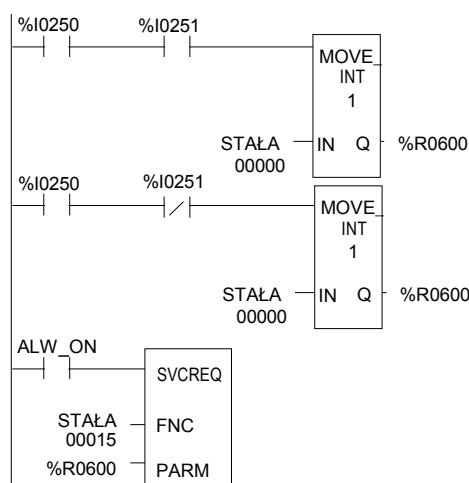 %I0250 %I0251
MOVE_
INT
1
STAŁA IN Q %R0600
00000
%I0250 %I0251
MOVE_
INT
1
STAŁA IN Q %R0600
00000
ALW_ON
SVCREQ
STAŁA FNC
00015
%R0600 PARM